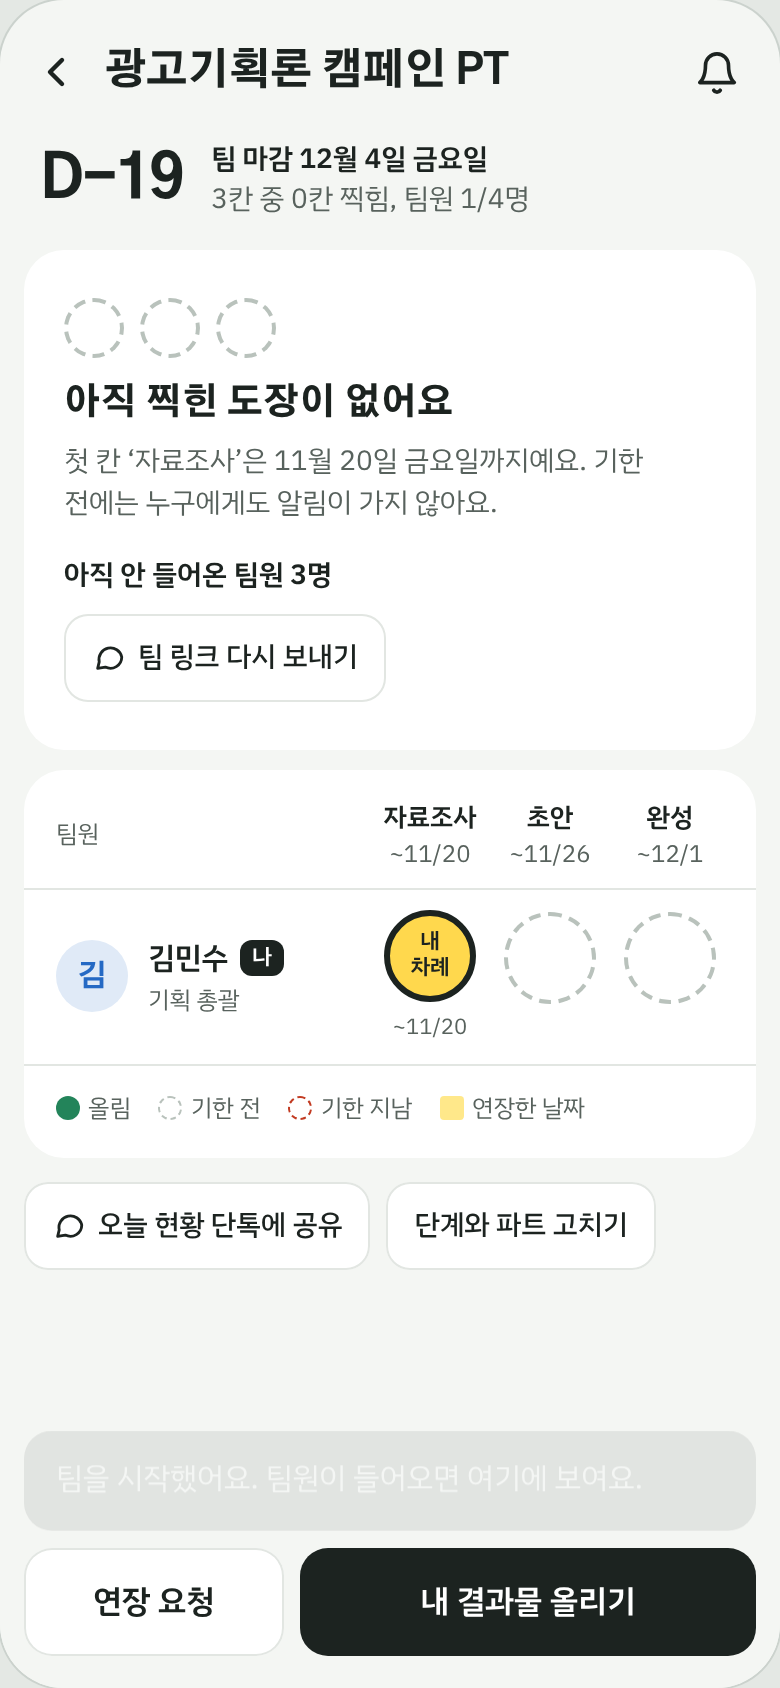 광고기획론 캠페인 PT
D-19
팀 마감 12월 4일 금요일
3칸 중 0칸 찍힘, 팀원 1/4명
아직 찍힌 도장이 없어요
첫 칸 ‘자료조사’은 11월 20일 금요일까지예요. 기한
전에는 누구에게도 알림이 가지 않아요.
아직 안 들어온 팀원 3명
팀 링크 다시 보내기
팀원 자료조사 초안 완성
~11/20 ~11/26 ~12/1
김 김민수 나
기획 총괄
내
차례
~11/20
올림 기한 전 기한 지남 연장한 날짜
오늘 현황 단톡에 공유 단계와 파트 고치기
팀을 시작했어요. 팀원이 들어오면 여기에 보여요.
연장 요청 내 결과물 올리기